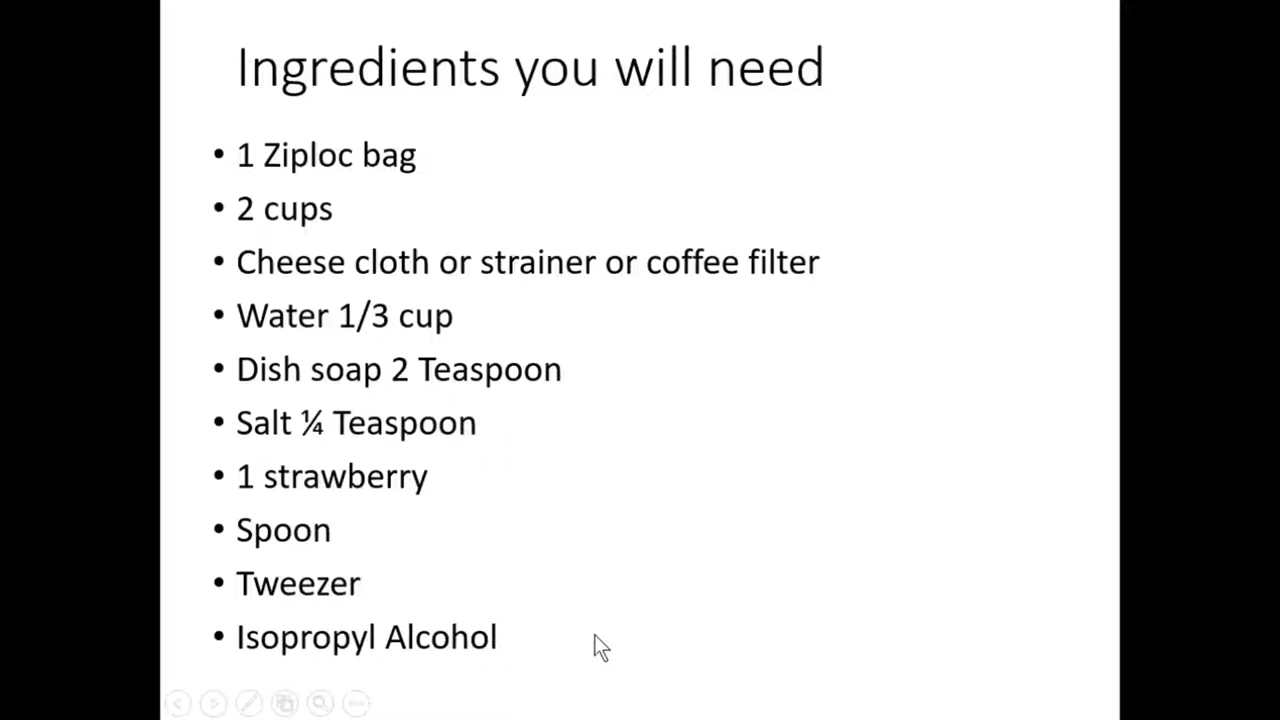 Ingredients you will need
• 1 Ziploc bag
• 2 cups
• Cheese cloth or strainer or coffee filter
• Water 1/3 cup
• Dish soap 2 Teaspoon
• Salt ¼ Teaspoon
• 1 strawberry
• Spoon
• Tweezer
• Isopropyl Alcohol